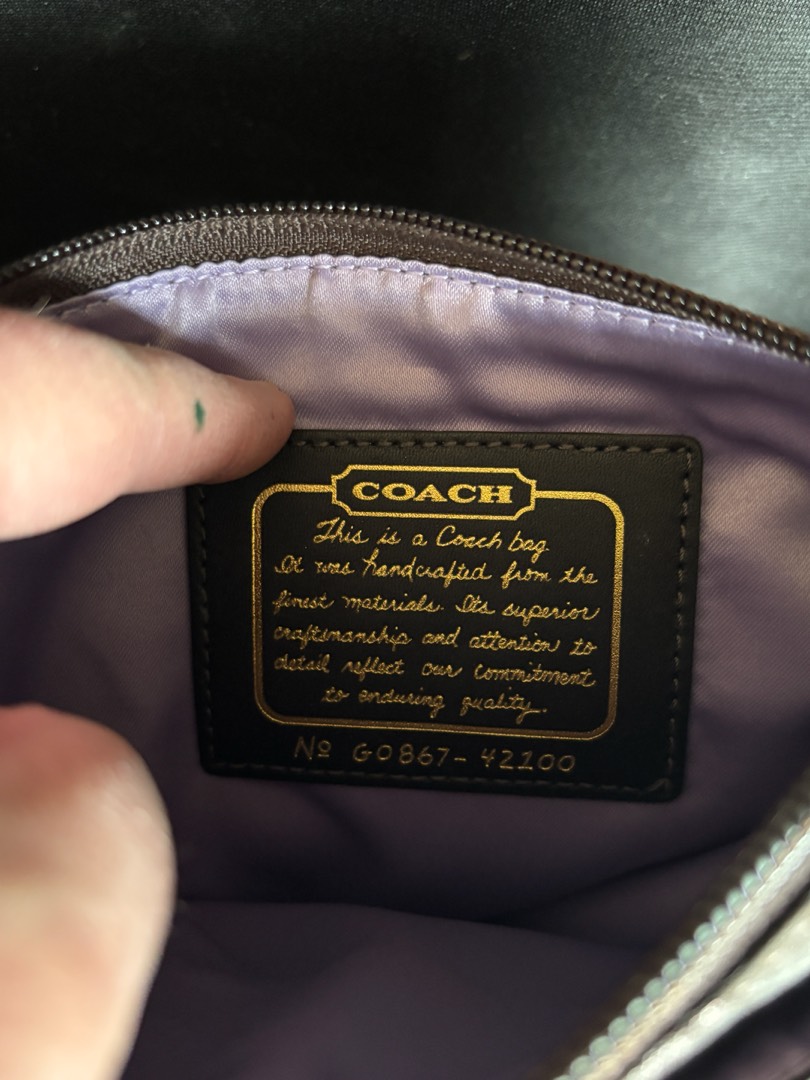 COACH
This is a Coach bag.
It was handcrafted from the
finest materials. Its superior
craftsmanship and attention to
detail reflect our commitment
to enduring quality.
No G0867-42100